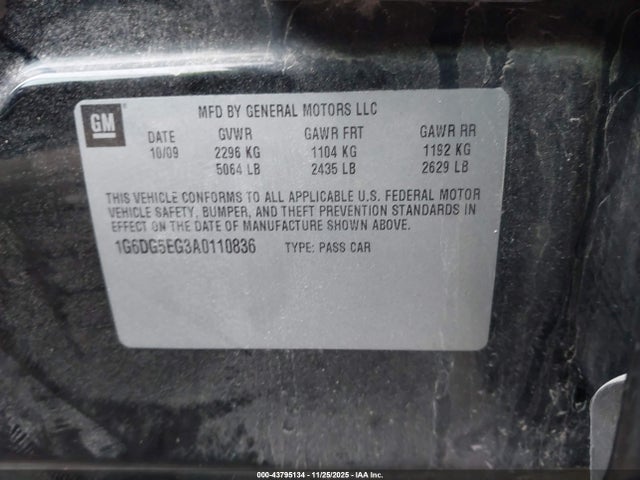 MFD BY GENERAL MOTORS LLC
GM
DATE GVWR GAWR FRT GAWR RR
10/09 2296 KG 1104 KG 1192 KG
5064 LB 2435 LB 2629 LB
THIS VEHICLE CONFORMS TO ALL APPLICABLE U.S. FEDERAL MOTOR
VEHICLE SAFETY, BUMPER, AND THEFT PREVENTION STANDARDS IN
EFFECT ON THE DATE OF MANUFACTURE SHOWN ABOVE.
1G6DG5EG3A0110836 TYPE: PASS CAR
000-43795134 - 11/25/2025 - IAA Inc.